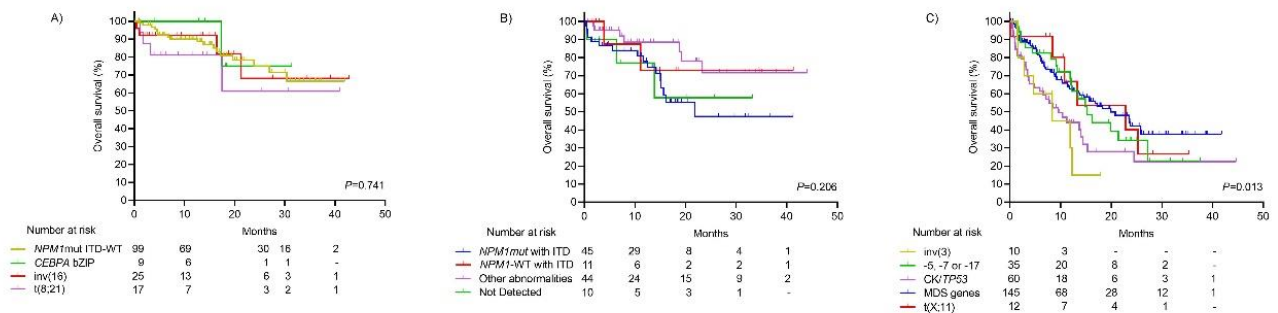 A)
Overall survival (%)
100
90
80
70
60
50
40
30
20
10
0
0 10 20 30 40 50
P=0.741
Number at risk Months
NPM1mut ITD-WT 99 69 30 16 2
CEBPA bZIP 9 6 1 1 -
inv(16) 25 13 6 3 1
t(8;21) 17 7 3 2 1
B)
Overall survival (%)
100
90
80
70
60
50
40
30
20
10
0
0 10 20 30 40 50
P=0.206
Number at risk Months
NPM1mut with ITD 45 29 8 4 1
NPM1-WT with ITD 11 6 2 2 1
Other abnormalities 44 24 15 9 2
Not Detected 10 5 3 1 -
C)
Overall survival (%)
100
90
80
70
60
50
40
30
20
10
0
0 10 20 30 40 50
P=0.013
Number at risk Months
inv(3) 10 3 - - -
-5, -7 or -17 35 20 8 2 -
CK/TP53 60 18 6 3 1
MDS genes 145 68 28 12 1
t(X;11) 12 7 4 1 -